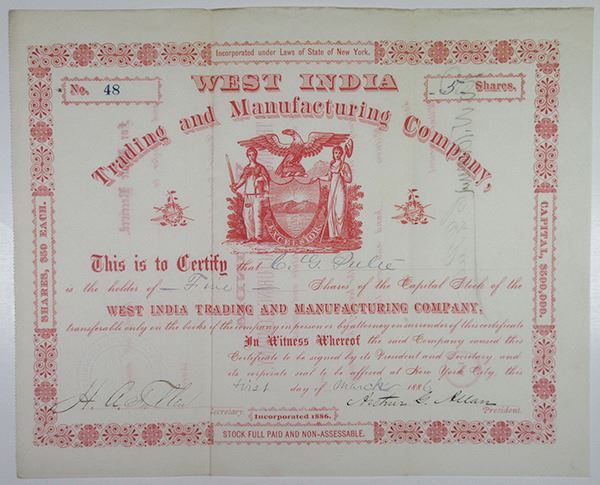 Incorporated under Laws of State of New York.
No. 48
WEST INDIA
5 Shares.
Trading and Manufacturing Company,
EXCELSIOR
SHARES, $50 EACH.
CAPITAL, $600,000.
This is to Certify that C. G.
is the holder of Five Shares of the Capital Stock of the
WEST INDIA TRADING AND MANUFACTURING COMPANY,
transferable only on the books of the company in person or by attorney on surrender of this certificate
In Witness Whereof the said Company caused this
Certificate to be signed by its President and Secretary and
its corporate seal to be affixed at New York City, this
First day of March 1886
H. A.
Arthur G. Allan
Secretary.
President.
Incorporated 1886.
STOCK FULL PAID AND NON-ASSESSABLE.